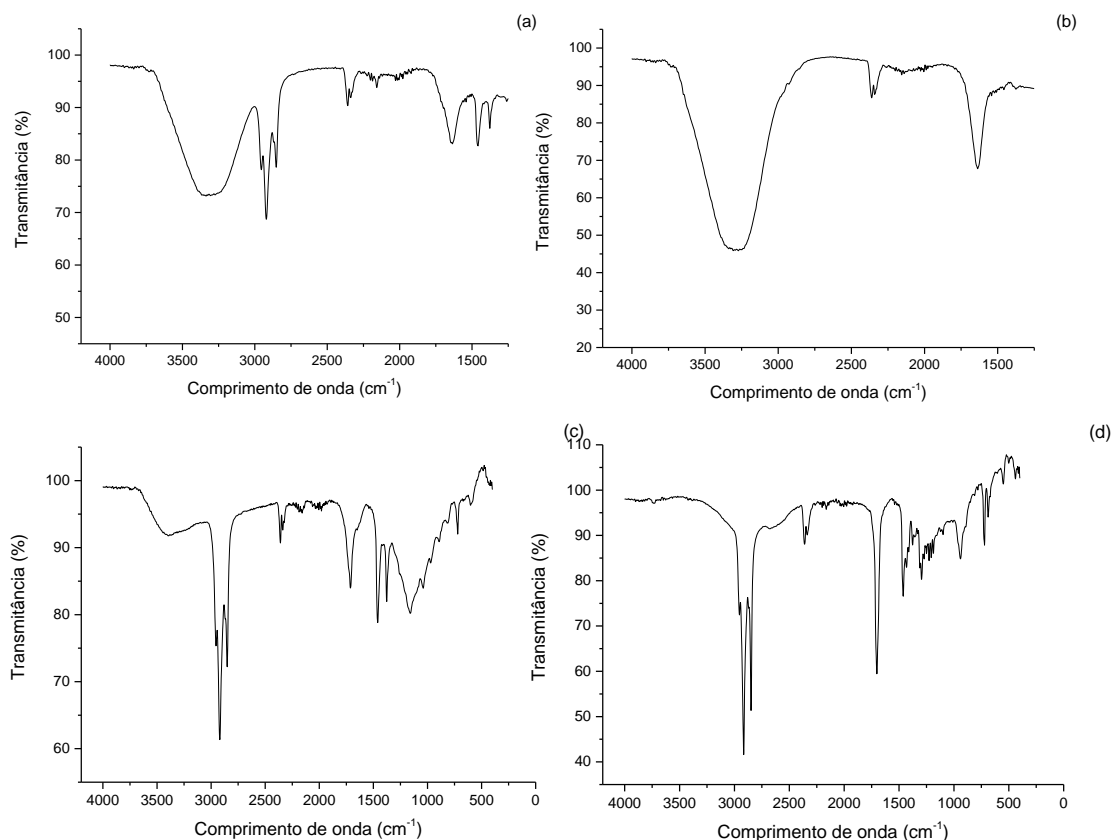 (a)
100
90
80
70
60
50
Transmitância (%)
4000 3500 3000 2500 2000 1500
Comprimento de onda (cm⁻¹)
(b)
100
90
80
70
60
50
40
30
20
Transmitância (%)
4000 3500 3000 2500 2000 1500
Comprimento de onda (cm⁻¹)
(c)
100
90
80
70
60
Transmitância (%)
4000 3500 3000 2500 2000 1500 1000 500 0
Comprimento de onda (cm⁻¹)
(d)
110
100
90
80
70
60
50
40
Transmitância (%)
4000 3500 3000 2500 2000 1500 1000 500 0
Comprimento de onda (cm⁻¹)